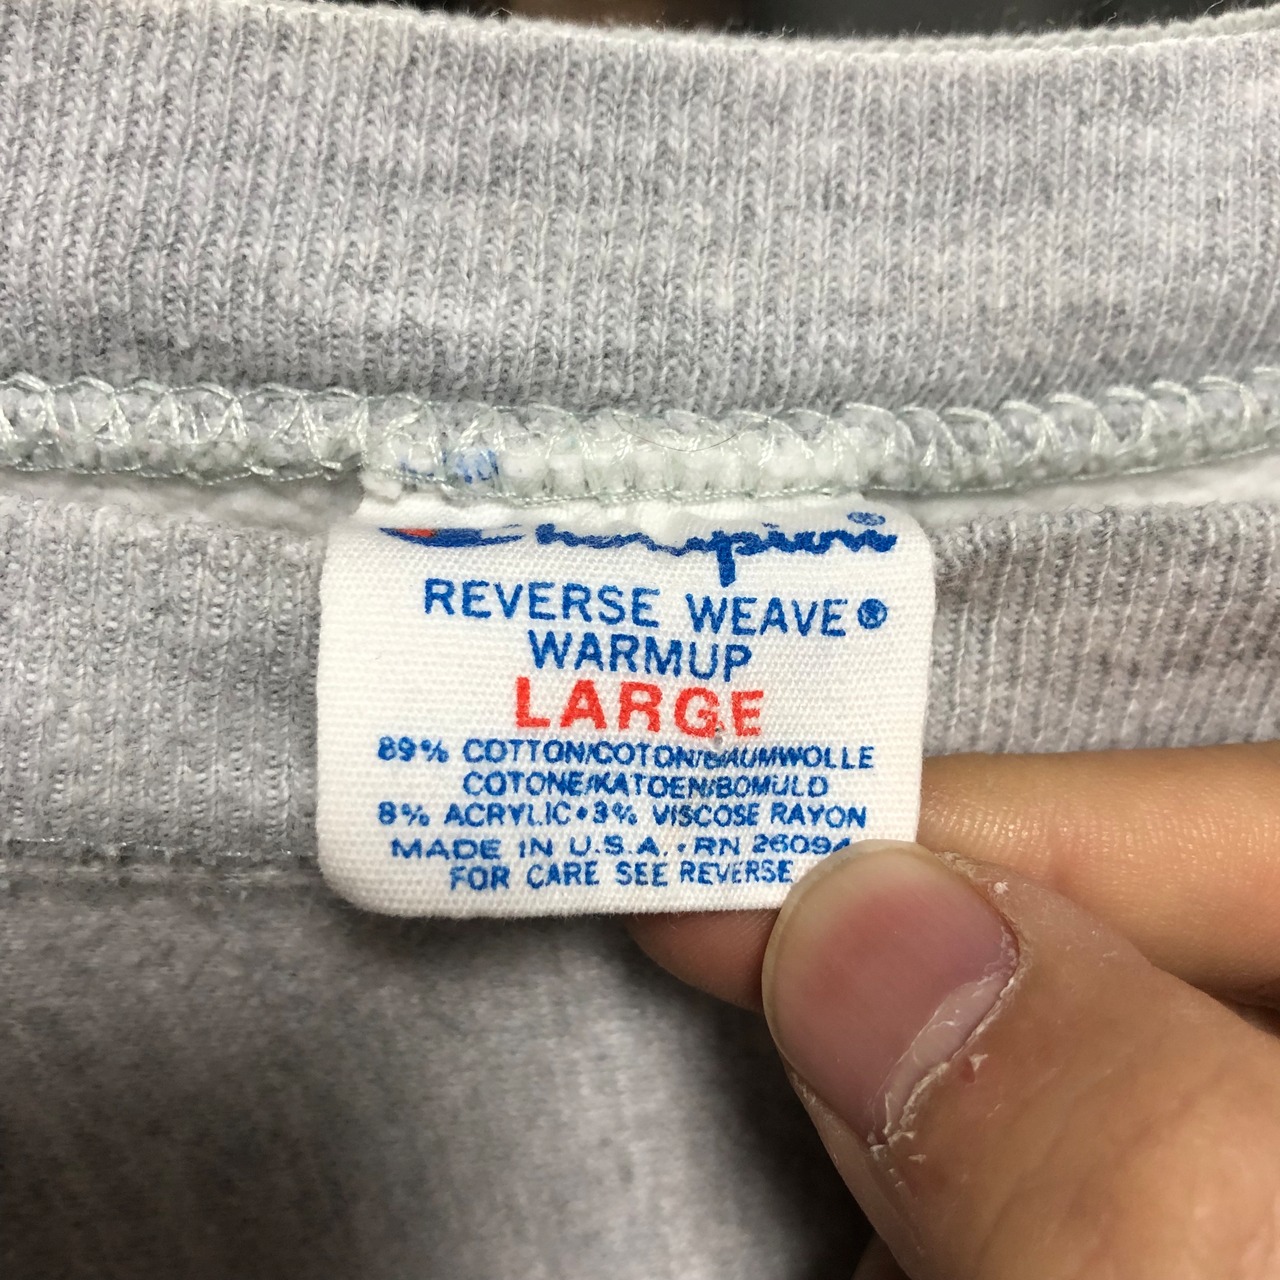 Champion®
REVERSE WEAVE®
WARMUP
LARGE
89% COTTON/COTON/BAUMWOLLE
COTONE/KATOEN/BOMULD
8% ACRYLIC•3% VISCOSE RAYON
MADE IN U.S.A. • RN 26094
FOR CARE SEE REVERSE